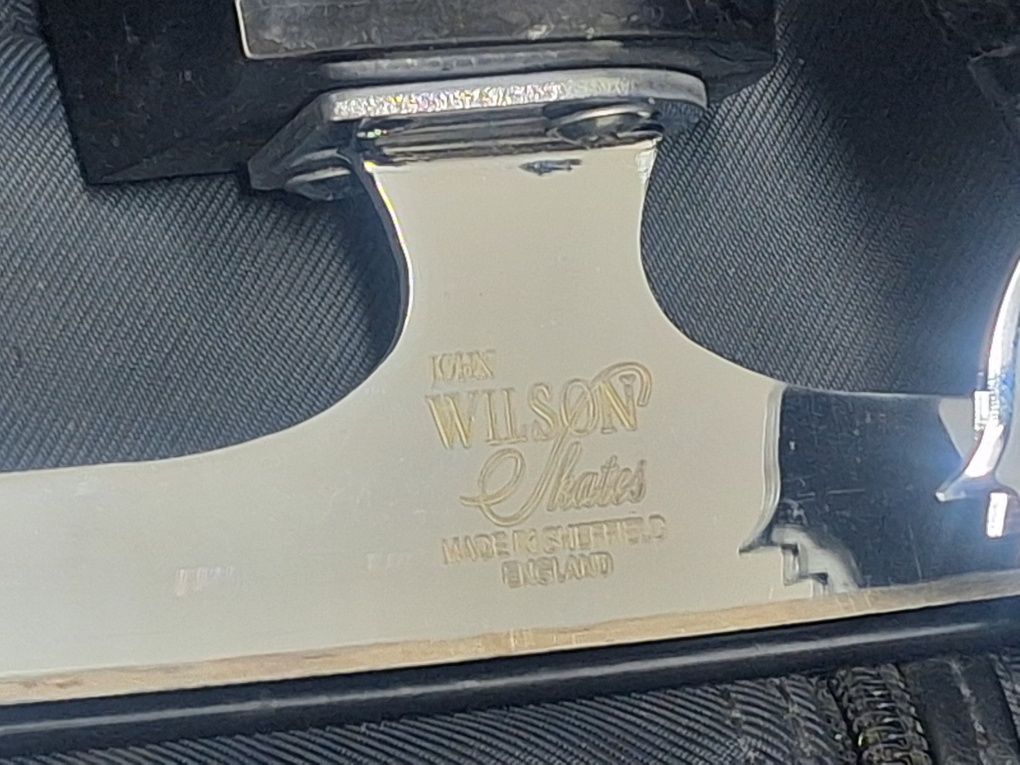 JOHN
WILSON
Skates
MADE IN SHEFFIELD
ENGLAND